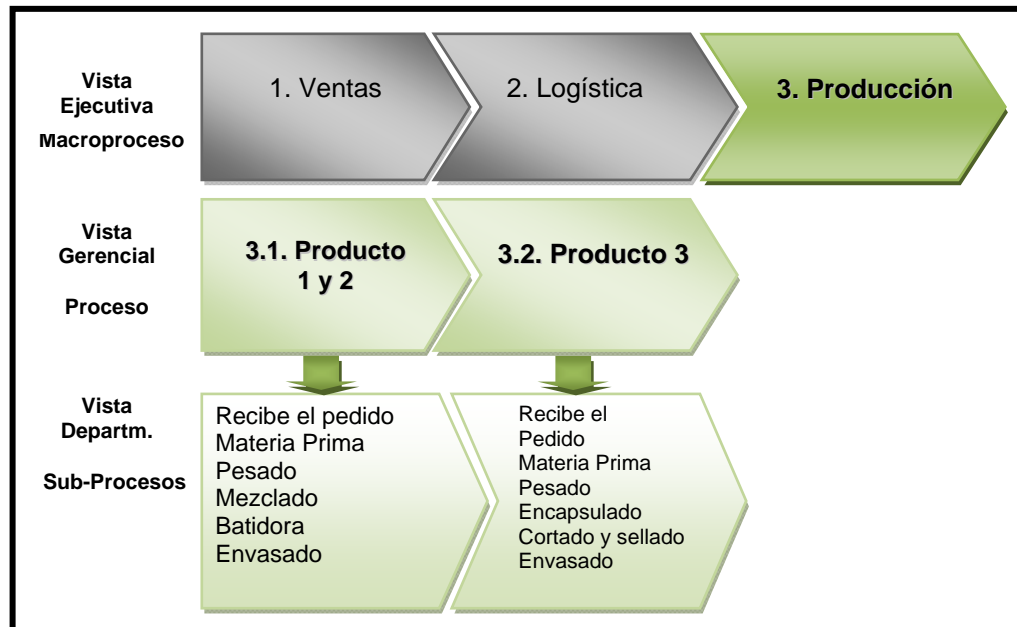 Vista
Ejecutiva
Macroproceso
1. Ventas
2. Logística
3. Producción
Vista
Gerencial
Proceso
3.1. Producto
1 y 2
3.2. Producto 3
Vista
Departm.
Sub-Procesos
Recibe el pedido
Materia Prima
Pesado
Mezclado
Batidora
Envasado
Recibe el
Pedido
Materia Prima
Pesado
Encapsulado
Cortado y sellado
Envasado